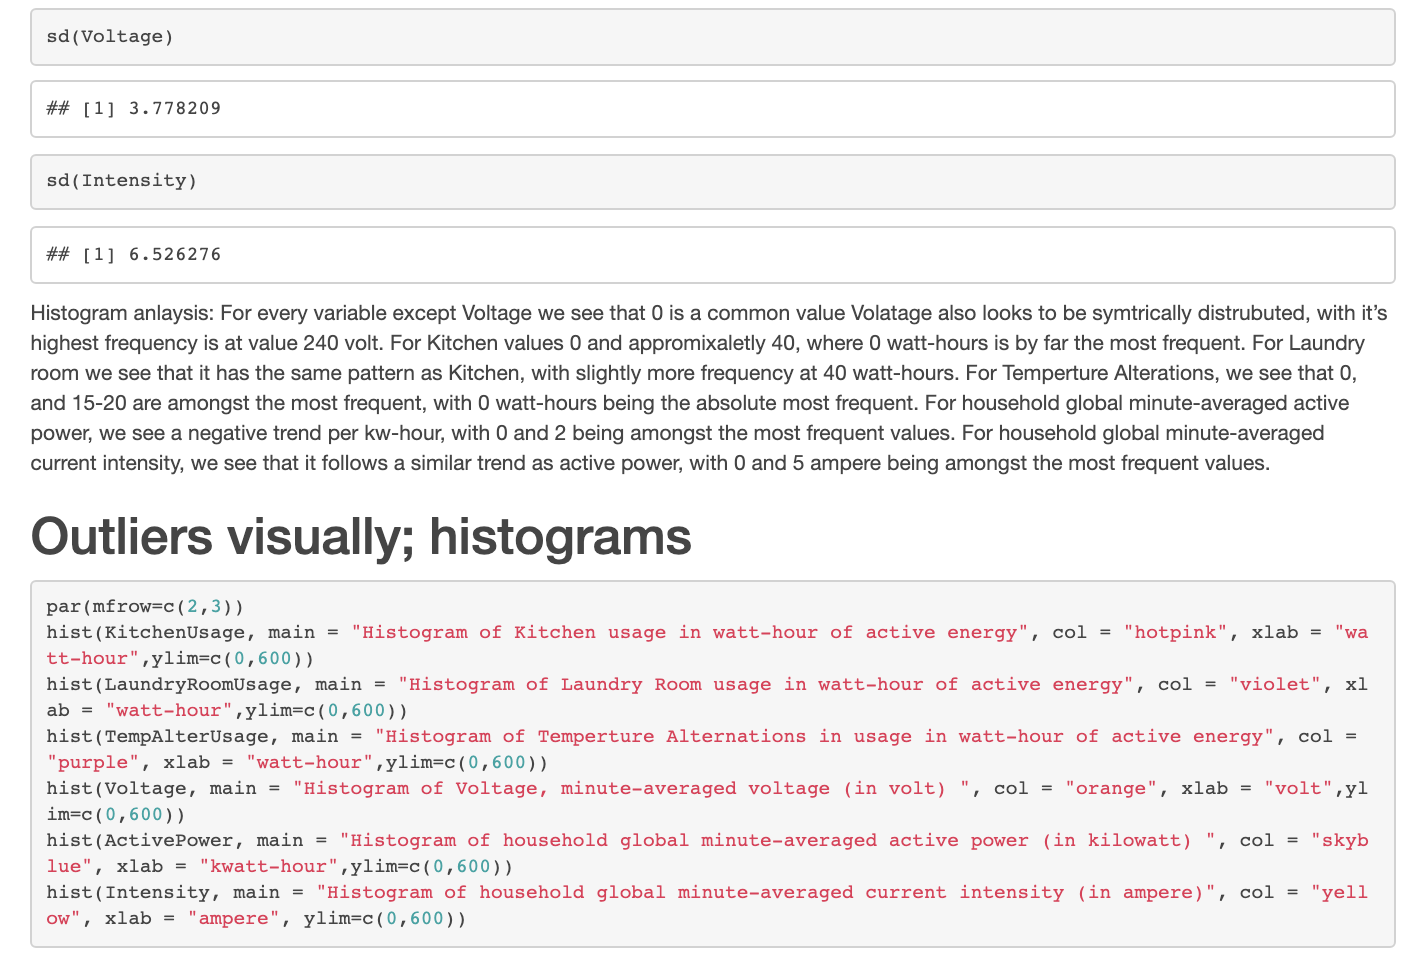 sd(Voltage)
## [1] 3.778209
sd(Intensity)
## [1] 6.526276
Histogram anlaysis: For every variable except Voltage we see that 0 is a common value Volatage also looks to be symtrically distrubuted, with it’s
highest frequency is at value 240 volt. For Kitchen values 0 and appromixaletly 40, where 0 watt-hours is by far the most frequent. For Laundry
room we see that it has the same pattern as Kitchen, with slightly more frequency at 40 watt-hours. For Temperture Alterations, we see that 0,
and 15-20 are amongst the most frequent, with 0 watt-hours being the absolute most frequent. For household global minute-averaged active
power, we see a negative trend per kw-hour, with 0 and 2 being amongst the most frequent values. For household global minute-averaged
current intensity, we see that it follows a similar trend as active power, with 0 and 5 ampere being amongst the most frequent values.
Outliers visually; histograms
par(mfrow=c(2,3))
hist(KitchenUsage, main = "Histogram of Kitchen usage in watt-hour of active energy", col = "hotpink", xlab = "wa
tt-hour",ylim=c(0,600))
hist(LaundryRoomUsage, main = "Histogram of Laundry Room usage in watt-hour of active energy", col = "violet", xl
ab = "watt-hour",ylim=c(0,600))
hist(TempAlterUsage, main = "Histogram of Temperture Alternations in usage in watt-hour of active energy", col =
"purple", xlab = "watt-hour",ylim=c(0,600))
hist(Voltage, main = "Histogram of Voltage, minute-averaged voltage (in volt) ", col = "orange", xlab = "volt",yl
im=c(0,600))
hist(ActivePower, main = "Histogram of household global minute-averaged active power (in kilowatt) ", col = "skyb
lue", xlab = "kwatt-hour",ylim=c(0,600))
hist(Intensity, main = "Histogram of household global minute-averaged current intensity (in ampere)", col = "yell
ow", xlab = "ampere", ylim=c(0,600))